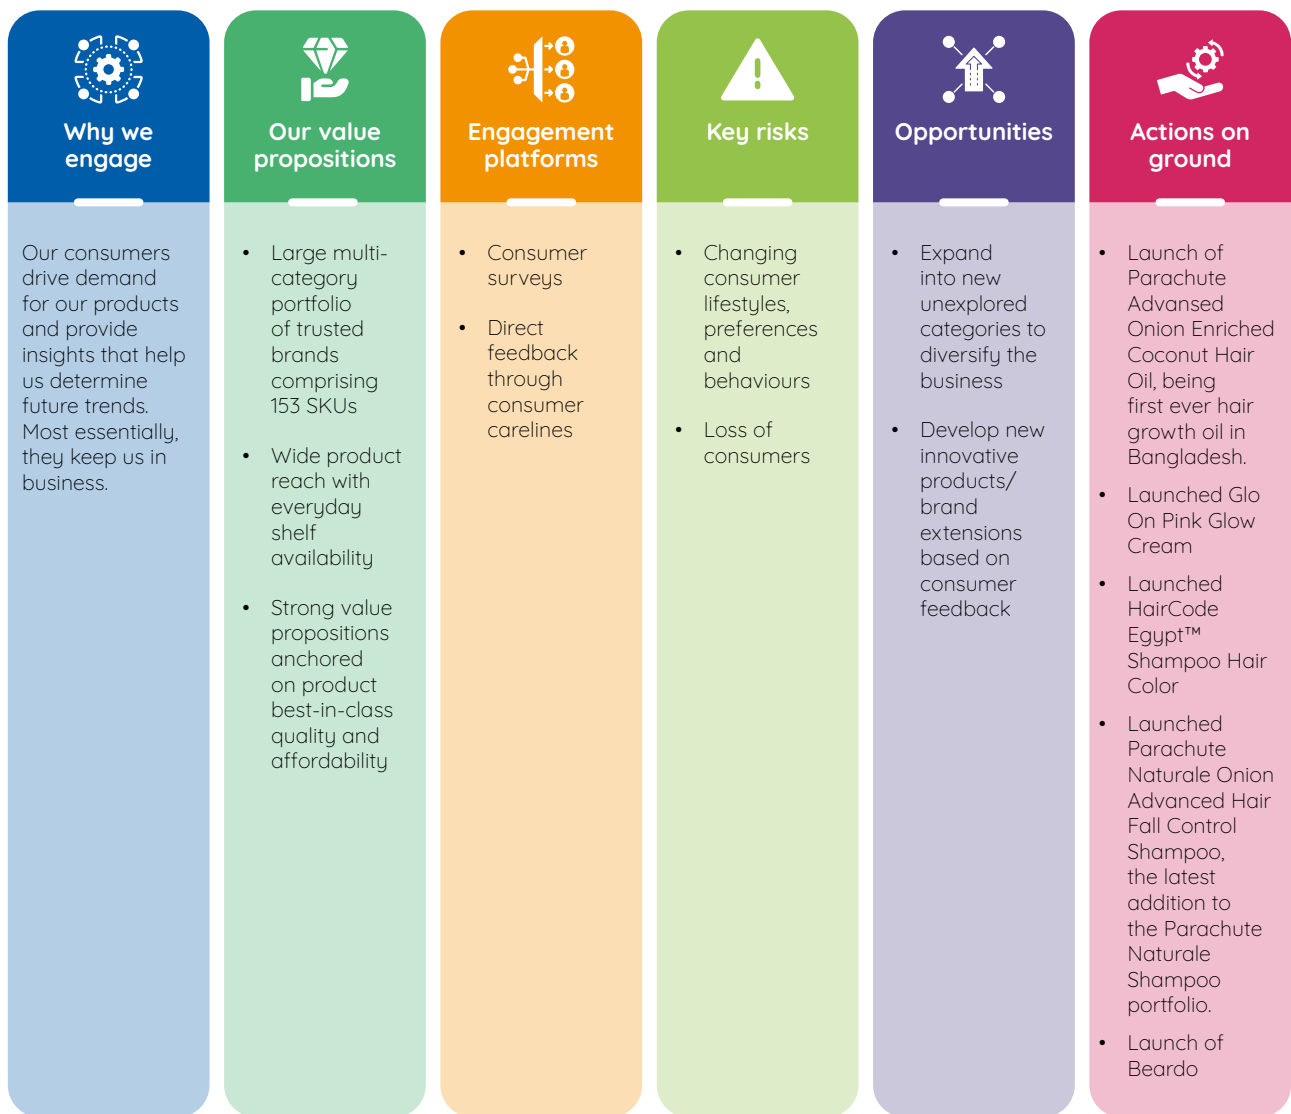 Why we
engage
Our consumers
drive demand
for our products
and provide
insights that help
us determine
future trends.
Most essentially,
they keep us in
business.
Our value
propositions
• Large multi-
category
portfolio
of trusted
brands
comprising
153 SKUs
• Wide product
reach with
everyday
shelf
availability
• Strong value
propositions
anchored
on product
best-in-class
quality and
affordability
Engagement
platforms
• Consumer
surveys
• Direct
feedback
through
consumer
carelines
Key risks
• Changing
consumer
lifestyles,
preferences
and
behaviours
• Loss of
consumers
Opportunities
• Expand
into new
unexplored
categories to
diversify the
business
• Develop new
innovative
products/
brand
extensions
based on
consumer
feedback
Actions on
ground
• Launch of
Parachute
Advansed
Onion Enriched
Coconut Hair
Oil, being
first ever hair
growth oil in
Bangladesh.
• Launched Glo
On Pink Glow
Cream
• Launched
HairCode
Egypt™
Shampoo Hair
Color
• Launched
Parachute
Naturale Onion
Advanced Hair
Fall Control
Shampoo,
the latest
addition to
the Parachute
Naturale
Shampoo
portfolio.
• Launch of
Beardo